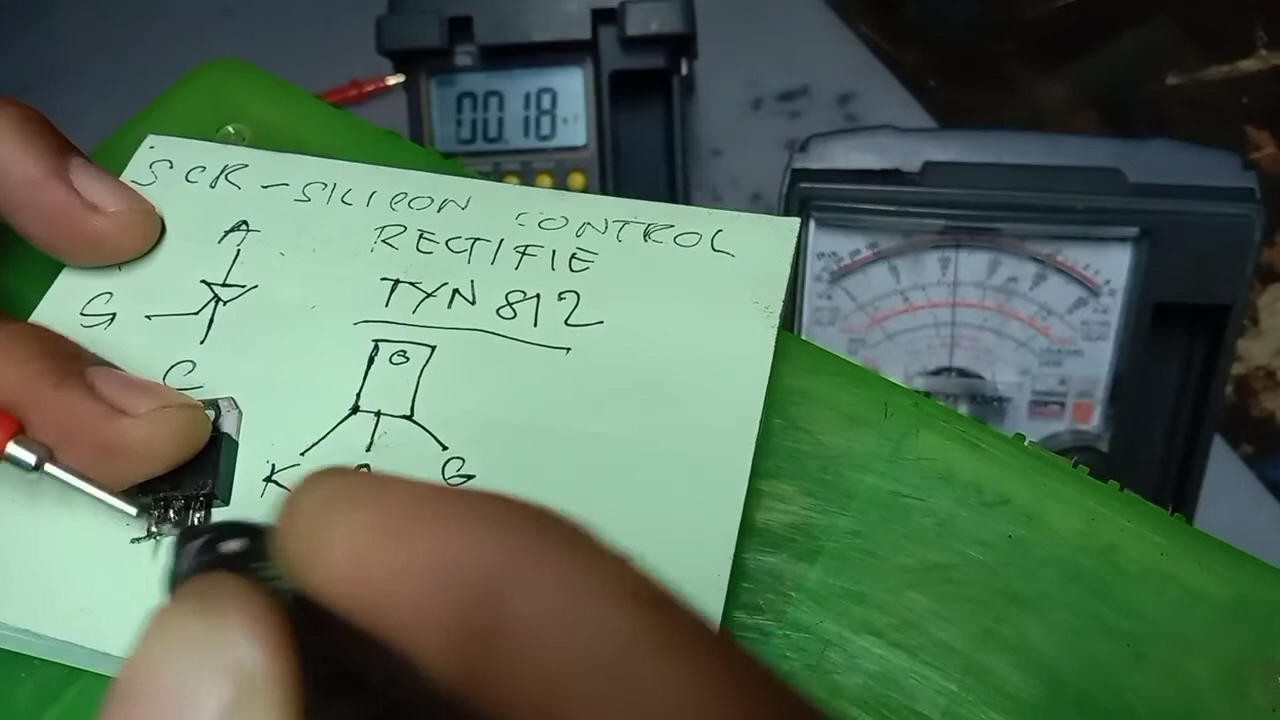 00.18
SCR-SILICON CONTROL
RECTIFIE
A
TYN 812
G
C
K
G